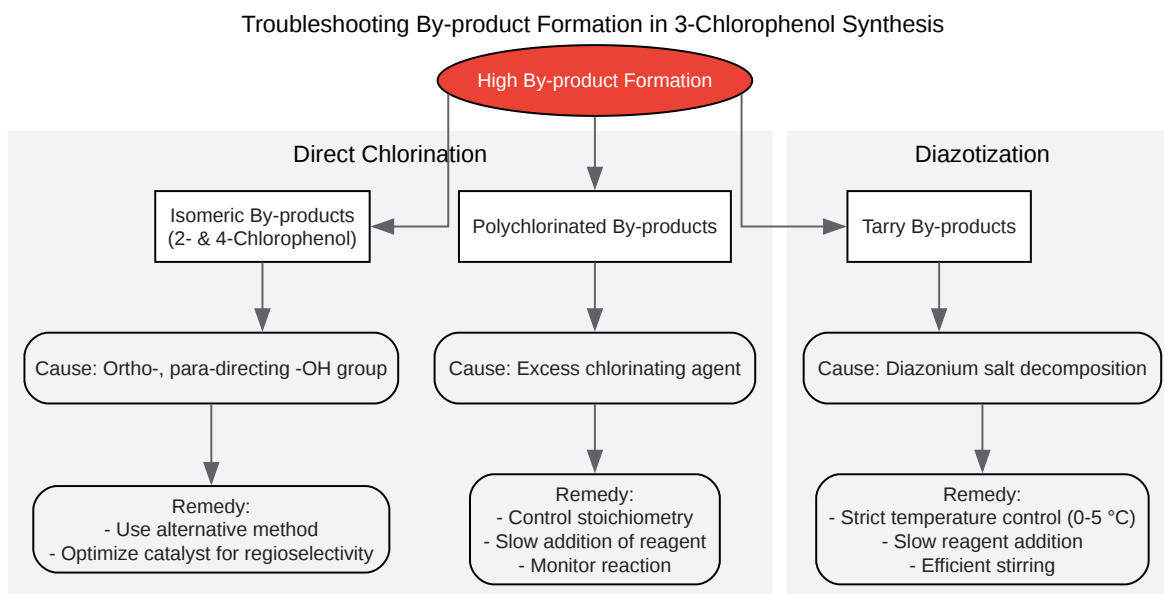 Troubleshooting By-product Formation in 3-Chlorophenol Synthesis
High By-product Formation
Direct Chlorination
Diazotization
Isomeric By-products
(2- & 4-Chlorophenol)
Polychlorinated By-products
Tarry By-products
Cause: Ortho-, para-directing -OH group
Cause: Excess chlorinating agent
Cause: Diazonium salt decomposition
Remedy:
- Use alternative method
- Optimize catalyst for regioselectivity
Remedy:
- Control stoichiometry
- Slow addition of reagent
- Monitor reaction
Remedy:
- Strict temperature control (0-5 °C)
- Slow reagent addition
- Efficient stirring